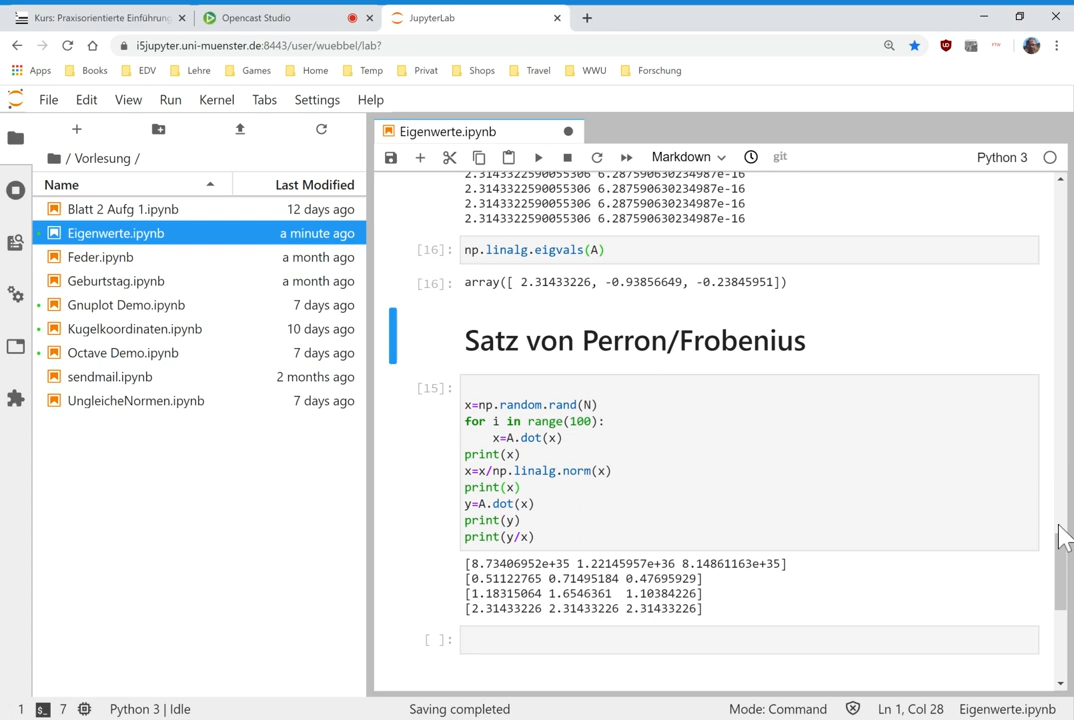 Kurs: Praxisorientierte Einführung
Opencast Studio
JupyterLab
i5jupyter.uni-muenster.de:8443/user/wuebbel/lab?
Apps Books EDV Lehre Games Home Temp Privat Shops Travel WWU Forschung
File Edit View Run Kernel Tabs Settings Help
/ Vorlesung /
Name Last Modified
Blatt 2 Aufg 1.ipynb 12 days ago
Eigenwerte.ipynb a minute ago
Feder.ipynb a month ago
Geburtstag.ipynb a month ago
Gnuplot Demo.ipynb 7 days ago
Kugelkoordinaten.ipynb 10 days ago
Octave Demo.ipynb 7 days ago
sendmail.ipynb 2 months ago
UngleicheNormen.ipynb 7 days ago
Eigenwerte.ipynb
Markdown git Python 3
2.3143322590055306 6.287590630234987e-16
2.3143322590055306 6.287590630234987e-16
2.3143322590055306 6.287590630234987e-16
2.3143322590055306 6.287590630234987e-16
[16]: np.linalg.eigvals(A)
[16]: array([ 2.31433226, -0.93856649, -0.23845951])
Satz von Perron/Frobenius
[15]:
x=np.random.rand(N)
for i in range(100):
x=A.dot(x)
print(x)
x=x/np.linalg.norm(x)
print(x)
y=A.dot(x)
print(y)
print(y/x)
[8.73406952e+35 1.22145957e+36 8.14861163e+35]
[0.51122765 0.71495184 0.47695929]
[1.18315064 1.6546361 1.10384226]
[2.31433226 2.31433226 2.31433226]
[ ]:
1 7 Python 3 | Idle Saving completed Mode: Command Ln 1, Col 28 Eigenwerte.ipynb